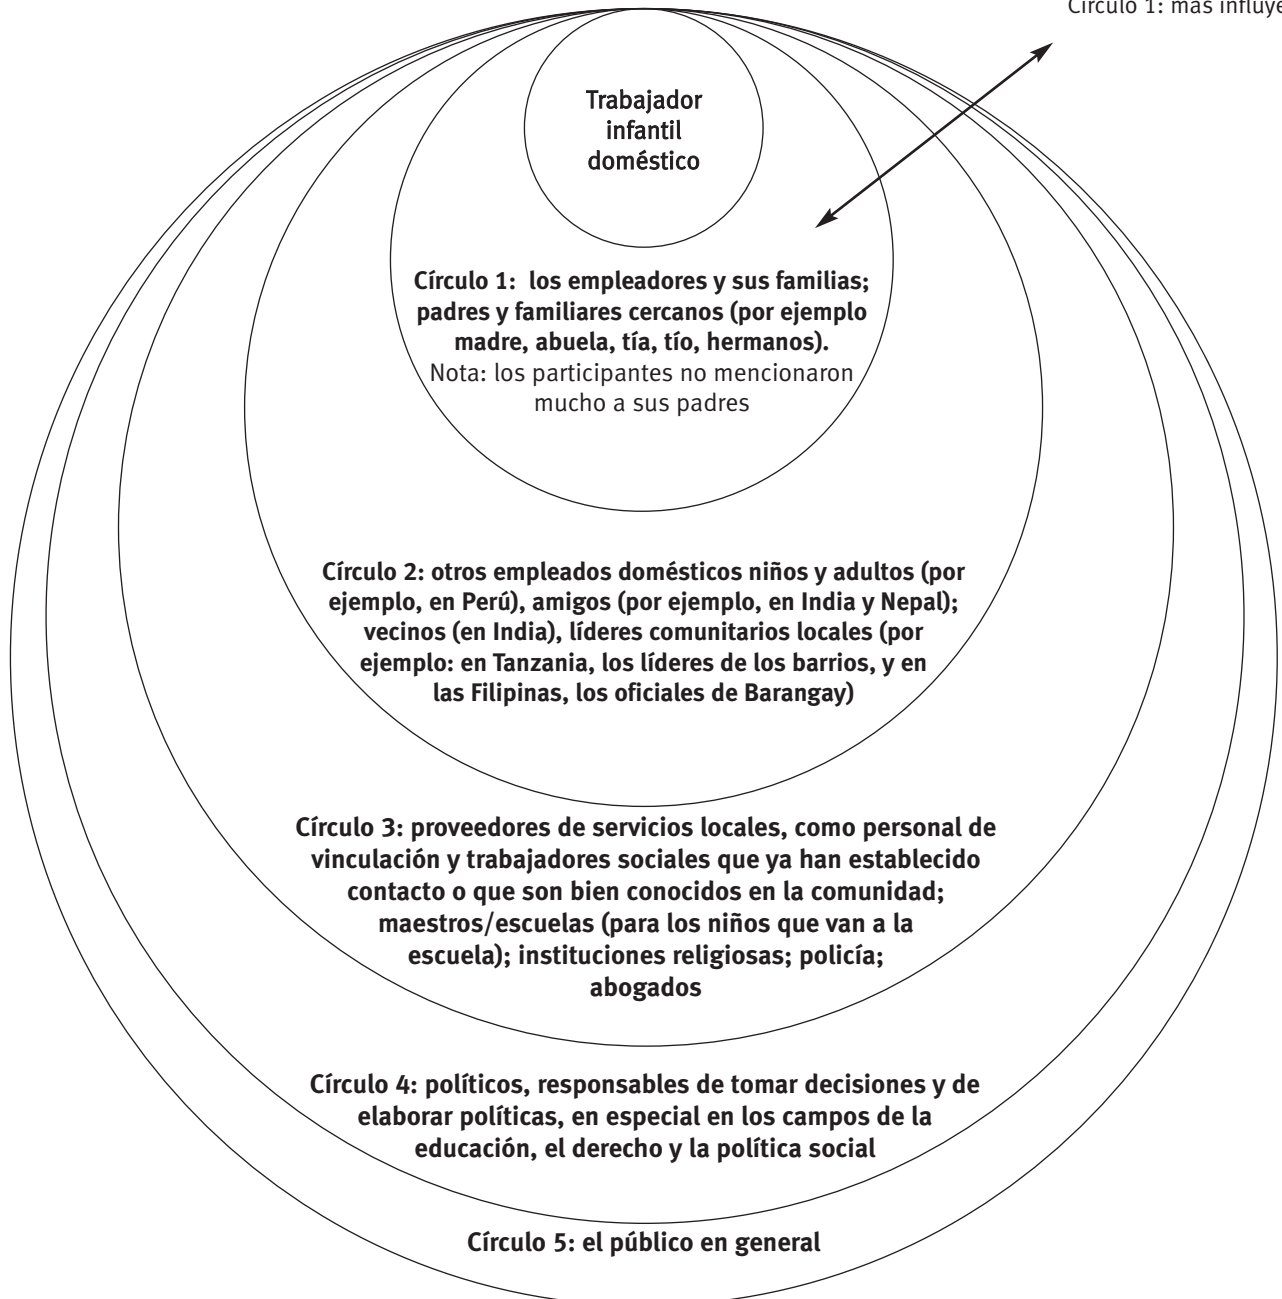 Círculo 1: más influye
Trabajador
infantil
doméstico
Círculo 1: los empleadores y sus familias;
padres y familiares cercanos (por ejemplo
madre, abuela, tía, tío, hermanos).
Nota: los participantes no mencionaron
mucho a sus padres
Círculo 2: otros empleados domésticos niños y adultos (por
ejemplo, en Perú), amigos (por ejemplo, en India y Nepal);
vecinos (en India), líderes comunitarios locales (por
ejemplo: en Tanzania, los líderes de los barrios, y en
las Filipinas, los oficiales de Barangay)
Círculo 3: proveedores de servicios locales, como personal de
vinculación y trabajadores sociales que ya han establecido
contacto o que son bien conocidos en la comunidad;
maestros/escuelas (para los niños que van a la
escuela); instituciones religiosas; policía;
abogados
Círculo 4: políticos, responsables de tomar decisiones y de
elaborar políticas, en especial en los campos de la
educación, el derecho y la política social
Círculo 5: el público en general